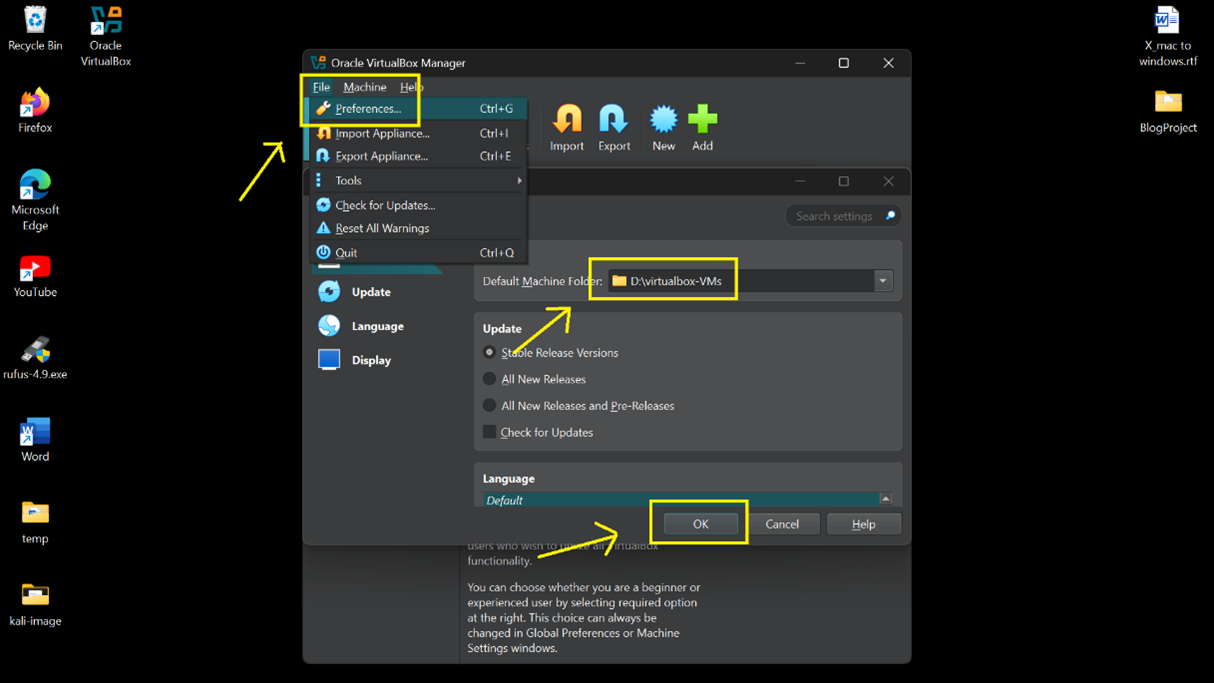 Recycle Bin
Oracle
VirtualBox
Firefox
Microsoft
Edge
YouTube
rufus-4.9.exe
Word
temp
kali-image
Oracle VirtualBox Manager
File Machine Help
Preferences... Ctrl+G
Import Appliance... Ctrl+I
Export Appliance... Ctrl+E
Tools
Check for Updates...
Reset All Warnings
Quit Ctrl+Q
Import Export New Add
Search settings
Update
Language
Display
Default Machine Folder: D:\virtualbox-VMs
Update
Stable Release Versions
All New Releases
All New Releases and Pre-Releases
Check for Updates
Language
Default
OK Cancel Help
users who wish to utilize all VirtualBox
functionality.
You can choose whether you are a beginner or
experienced user by selecting required option
at the right. This choice can always be
changed in Global Preferences or Machine
Settings windows.
X_mac to
windows.rtf
BlogProject